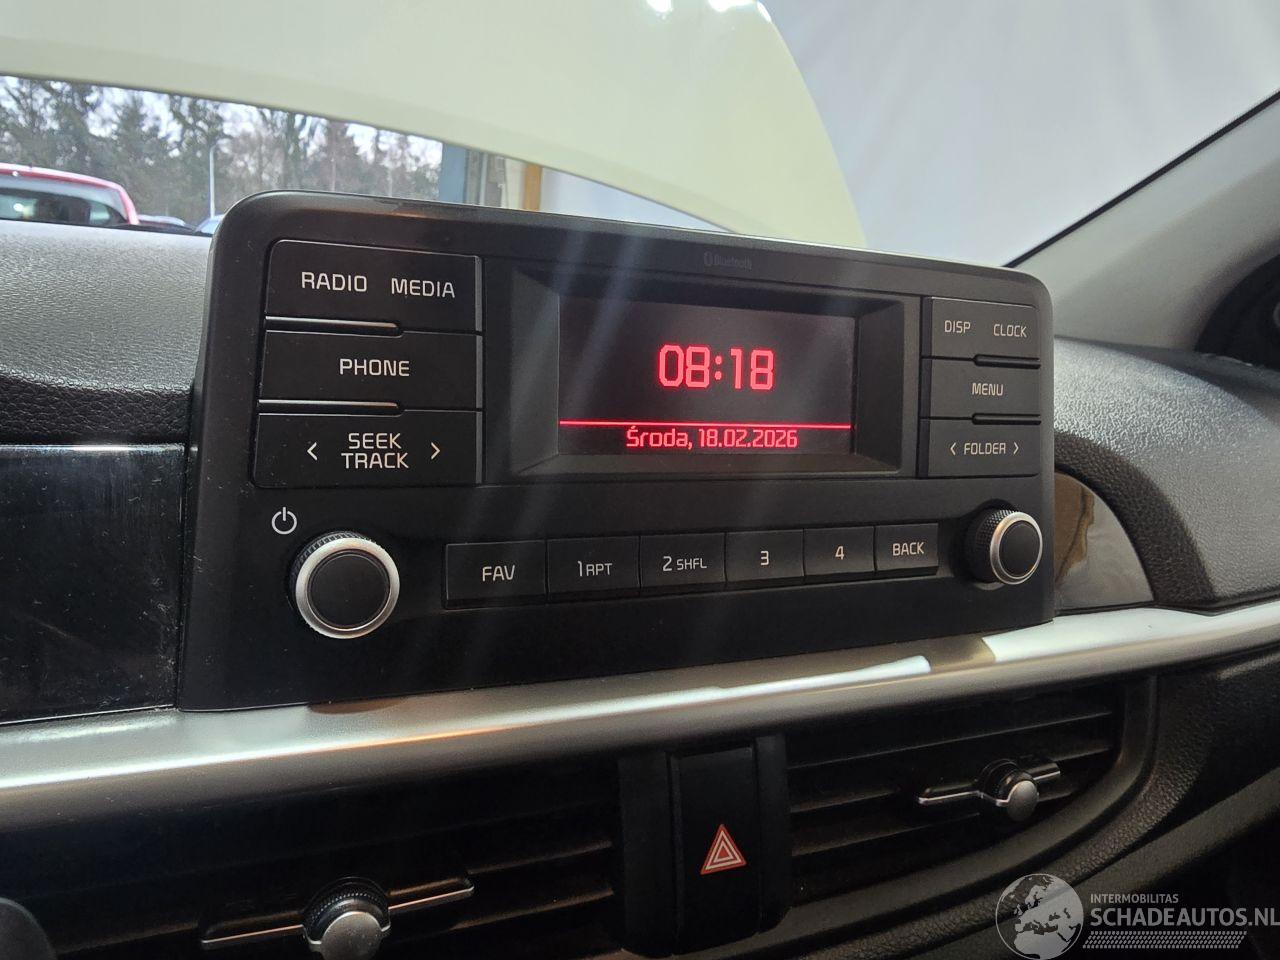 Bluetooth
RADIO MEDIA
PHONE
< SEEK TRACK >
08:18
Środa, 18.02.2026
DISP CLOCK
MENU
< FOLDER >
FAV 1 RPT 2 SHFL 3 4 BACK
INTERMOBILITAS
SCHADEAUTOS.NL